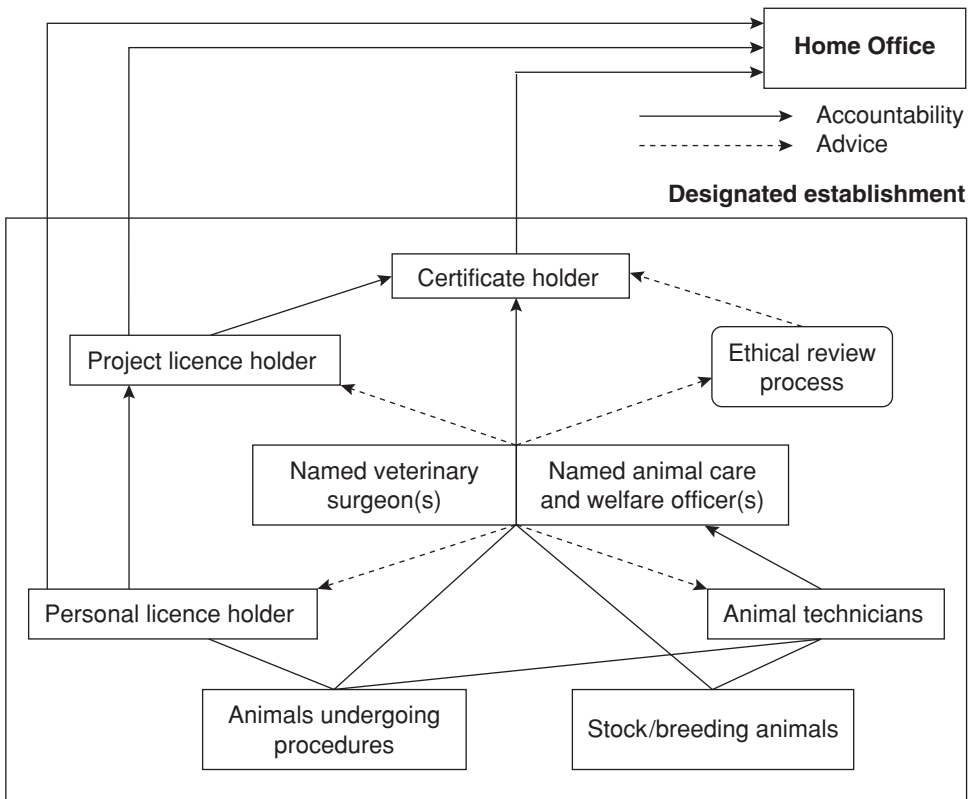 Home Office
Accountability
Advice
Designated establishment
Certificate holder
Project licence holder
Ethical review
process
Named veterinary
surgeon(s)
Named animal care
and welfare officer(s)
Personal licence holder
Animal technicians
Animals undergoing
procedures
Stock/breeding animals